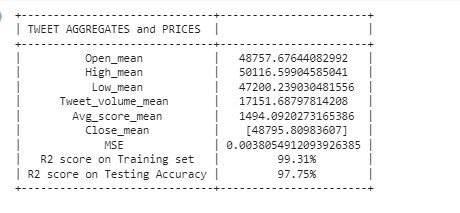 TWEET AGGREGATES and PRICES
Open_mean 48757.67644082992
High_mean 50116.59904585041
Low_mean 47200.239030481556
Tweet_volume_mean 17151.68797814208
Avg_score_mean 1494.0920273165386
Close_mean [48795.80983607]
MSE 0.0038054912093926385
R2 score on Training set 99.31%
R2 score on Testing Accuracy 97.75%